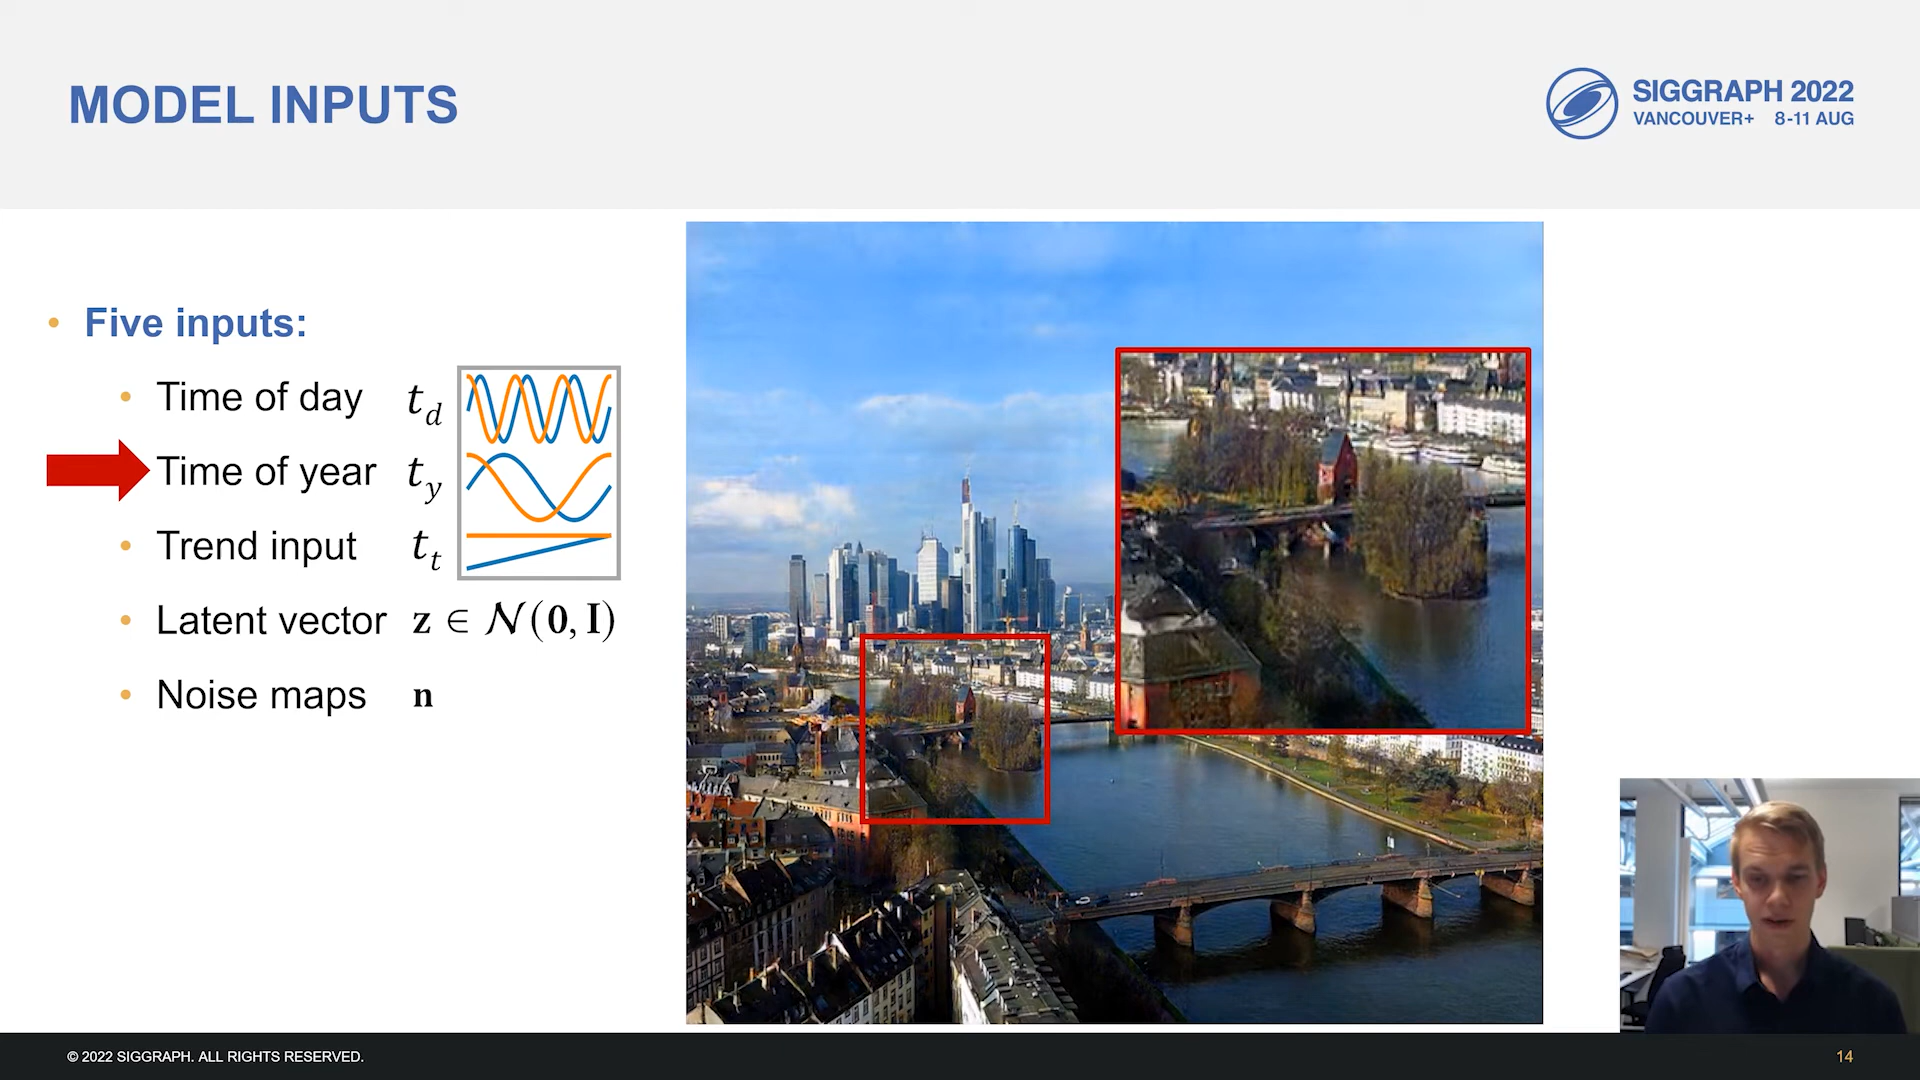 MODEL INPUTS
SIGGRAPH 2022
VANCOUVER+ 8-11 AUG
• Five inputs:
• Time of day t_d
Time of year t_y
• Trend input t_t
• Latent vector z ∈ 𝒩(0, I)
• Noise maps n
© 2022 SIGGRAPH. ALL RIGHTS RESERVED.
14